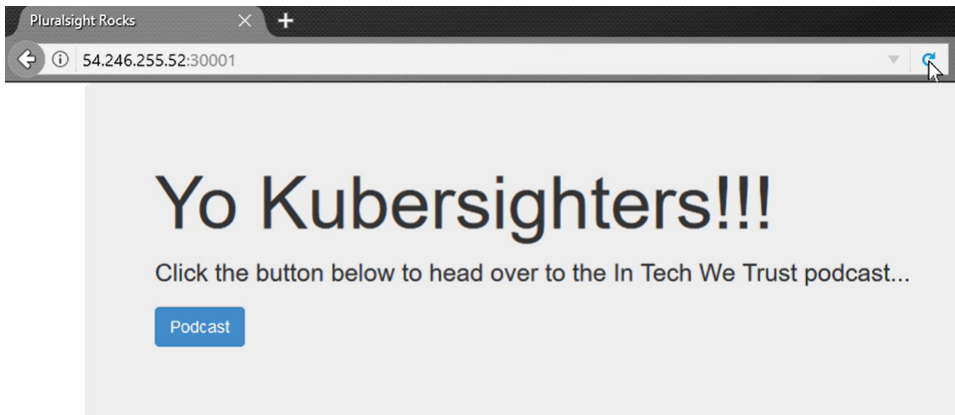 Pluralsight Rocks
54.246.255.52:30001
Yo Kubersighters!!!
Click the button below to head over to the In Tech We Trust podcast...
Podcast